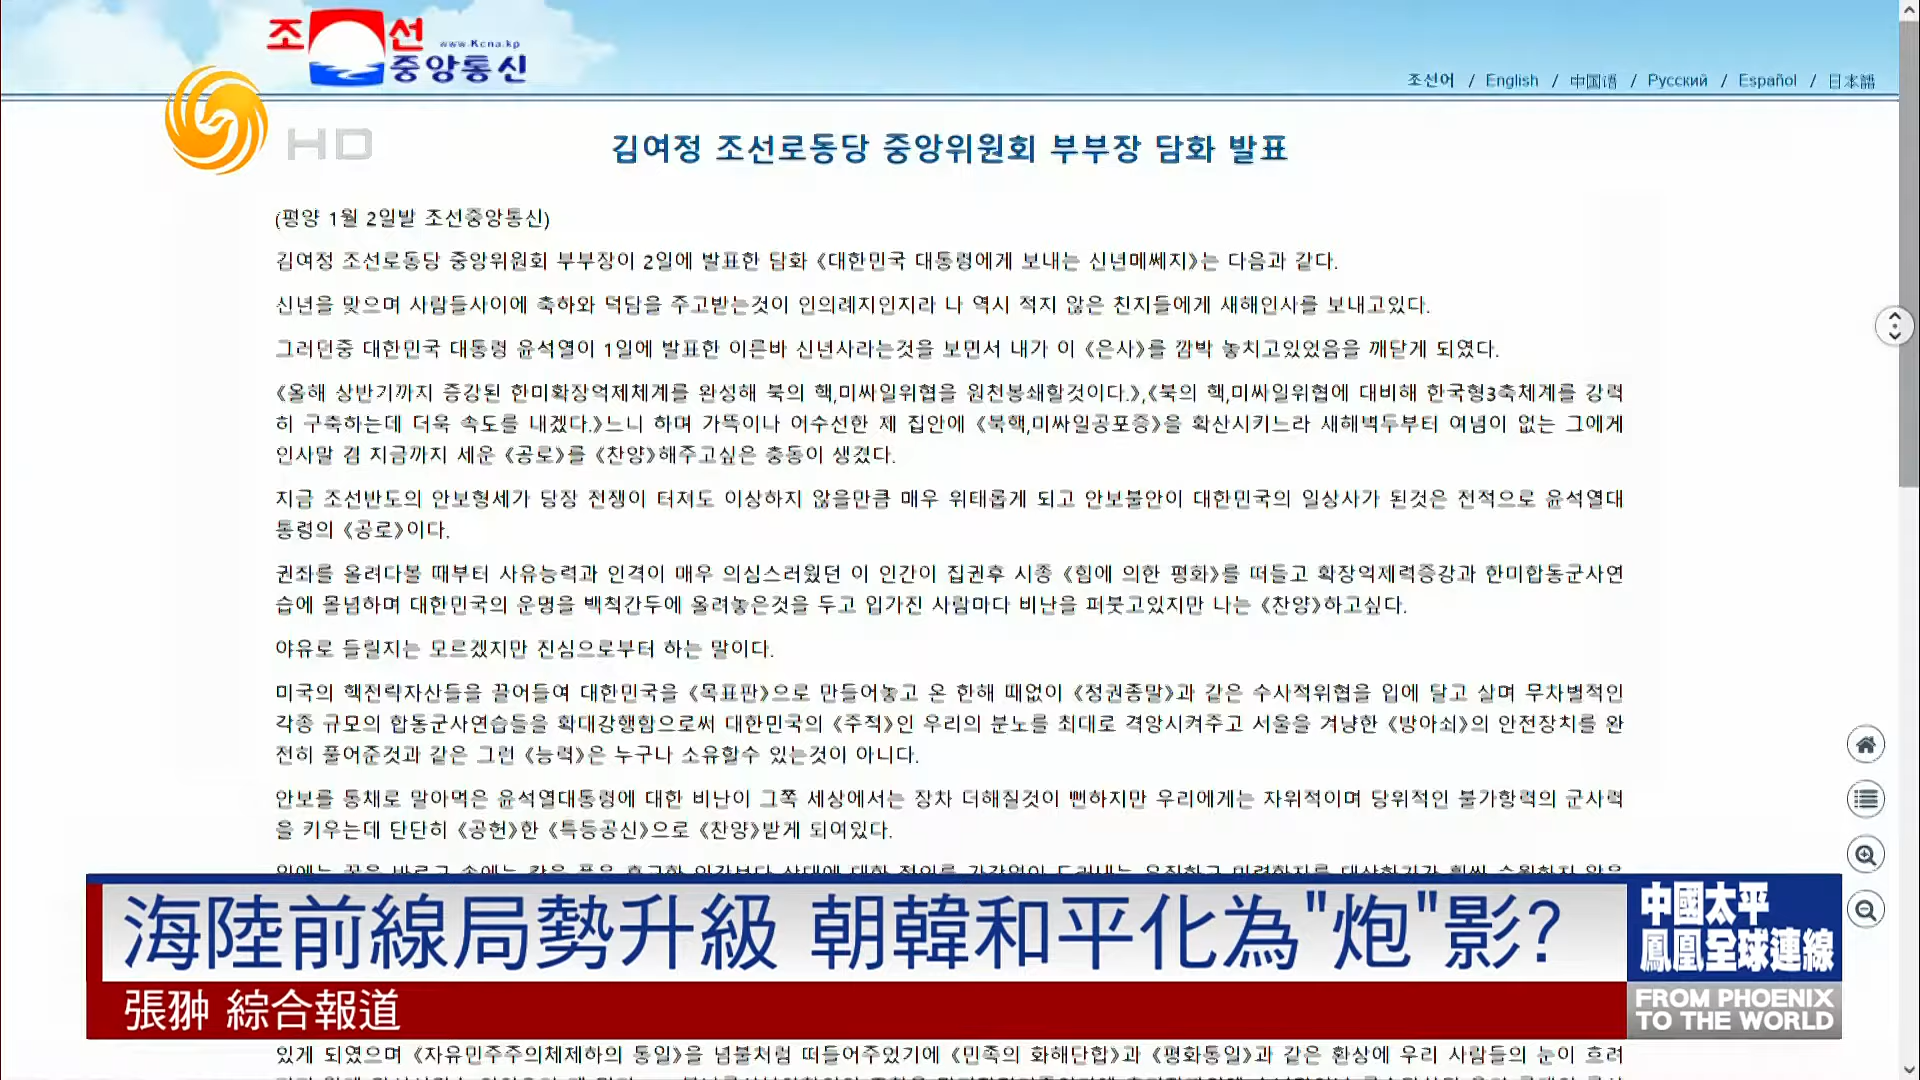 조 선
www.Kcna.kp
중앙통신
조선어 / English / 中国语 / Русский / Español / 日本語
HD
김여정 조선로동당 중앙위원회 부부장 담화 발표
(평양 1월 2일발 조선중앙통신)
김여정 조선로동당 중앙위원회 부부장이 2일에 발표한 담화 《대한민국 대통령에게 보내는 신년메쎄지》는 다음과 같다.
신년을 맞으며 사람들사이에 축하와 덕담을 주고받는것이 인의례지인지라 나 역시 적지 않은 친지들에게 새해인사를 보내고있다.
그러던중 대한민국 대통령 윤석열이 1일에 발표한 이른바 신년사라는것을 보면서 내가 이 《은사》를 깜박 놓치고있었음을 깨닫게 되였다.
《올해 상반기까지 증강된 한미확장억제체계를 완성해 북의 핵,미싸일위협을 원천봉쇄할것이다.》,《북의 핵,미싸일위협에 대비해 한국형3축체계를 강력
히 구축하는데 더욱 속도를 내겠다.》느니 하며 가뜩이나 어수선한 제 집안에 《북핵,미싸일공포증》을 확산시키느라 새해벽두부터 여념이 없는 그에게
인사말 겸 지금까지 세운 《공로》를 《찬양》해주고싶은 충동이 생겼다.
지금 조선반도의 안보형세가 당장 전쟁이 터져도 이상하지 않을만큼 매우 위태롭게 되고 안보불안이 대한민국의 일상사가 된것은 전적으로 윤석열대
통령의 《공로》이다.
권좌를 올려다볼 때부터 사유능력과 인격이 매우 의심스러웠던 이 인간이 집권후 시종 《힘에 의한 평화》를 떠들고 확장억제력증강과 한미합동군사연
습에 몰념하며 대한민국의 운명을 백척간두에 올려놓은것을 두고 입가진 사람마다 비난을 퍼붓고있지만 나는 《찬양》하고싶다.
야유로 들릴지는 모르겠지만 진심으로부터 하는 말이다.
미국의 핵전략자산들을 끌어들여 대한민국을 《목표판》으로 만들어놓고 온 한해 때없이 《정권종말》과 같은 수사적위협을 입에 달고 살며 무차별적인
각종 규모의 합동군사연습들을 확대강행함으로써 대한민국의 《주적》인 우리의 분노를 최대로 격앙시켜주고 서울을 겨냥한 《방아쇠》의 안전장치를 완
전히 풀어준것과 같은 그런 《능력》은 누구나 소유할수 있는것이 아니다.
안보를 통채로 말아먹은 윤석열대통령에 대한 비난이 그쪽 세상에서는 장차 더해질것이 뻔하지만 우리에게는 자위적이며 당위적인 불가항력의 군사력
을 키우는데 단단히 《공헌》한 《특등공신》으로 《찬양》받게 되여있다.
海陸前線局勢升級 朝韓和平化為"炮"影?
中國太平
鳳凰全球連線
張翀 綜合報道
FROM PHOENIX
TO THE WORLD
있게 되였으며 《자유민주주의체제하의 통일》을 넘불처럼 떠들어주었기에 《민족의 화해단합》과 《평화통일》과 같은 환상에 우리 사람들의 눈이 흐려